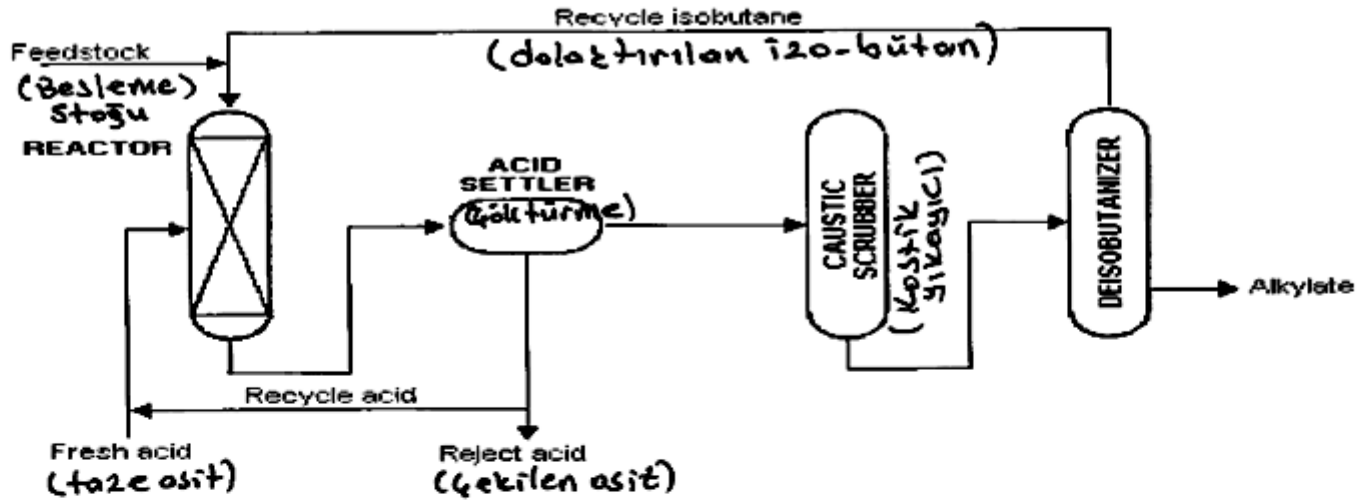 Recycle isobutane
(dolaştırılan izo-bütan)
Feedstock
(Besleme)
stoğu
REACTOR
ACID
SETTLER
(Çöktürme)
CAUSTIC
SCRUBBER
(Kostik
yıkayıcı)
DEISOBUTANIZER
Alkylate
Recycle acid
Fresh acid
(taze asit)
Reject acid
(Çekilen asit)